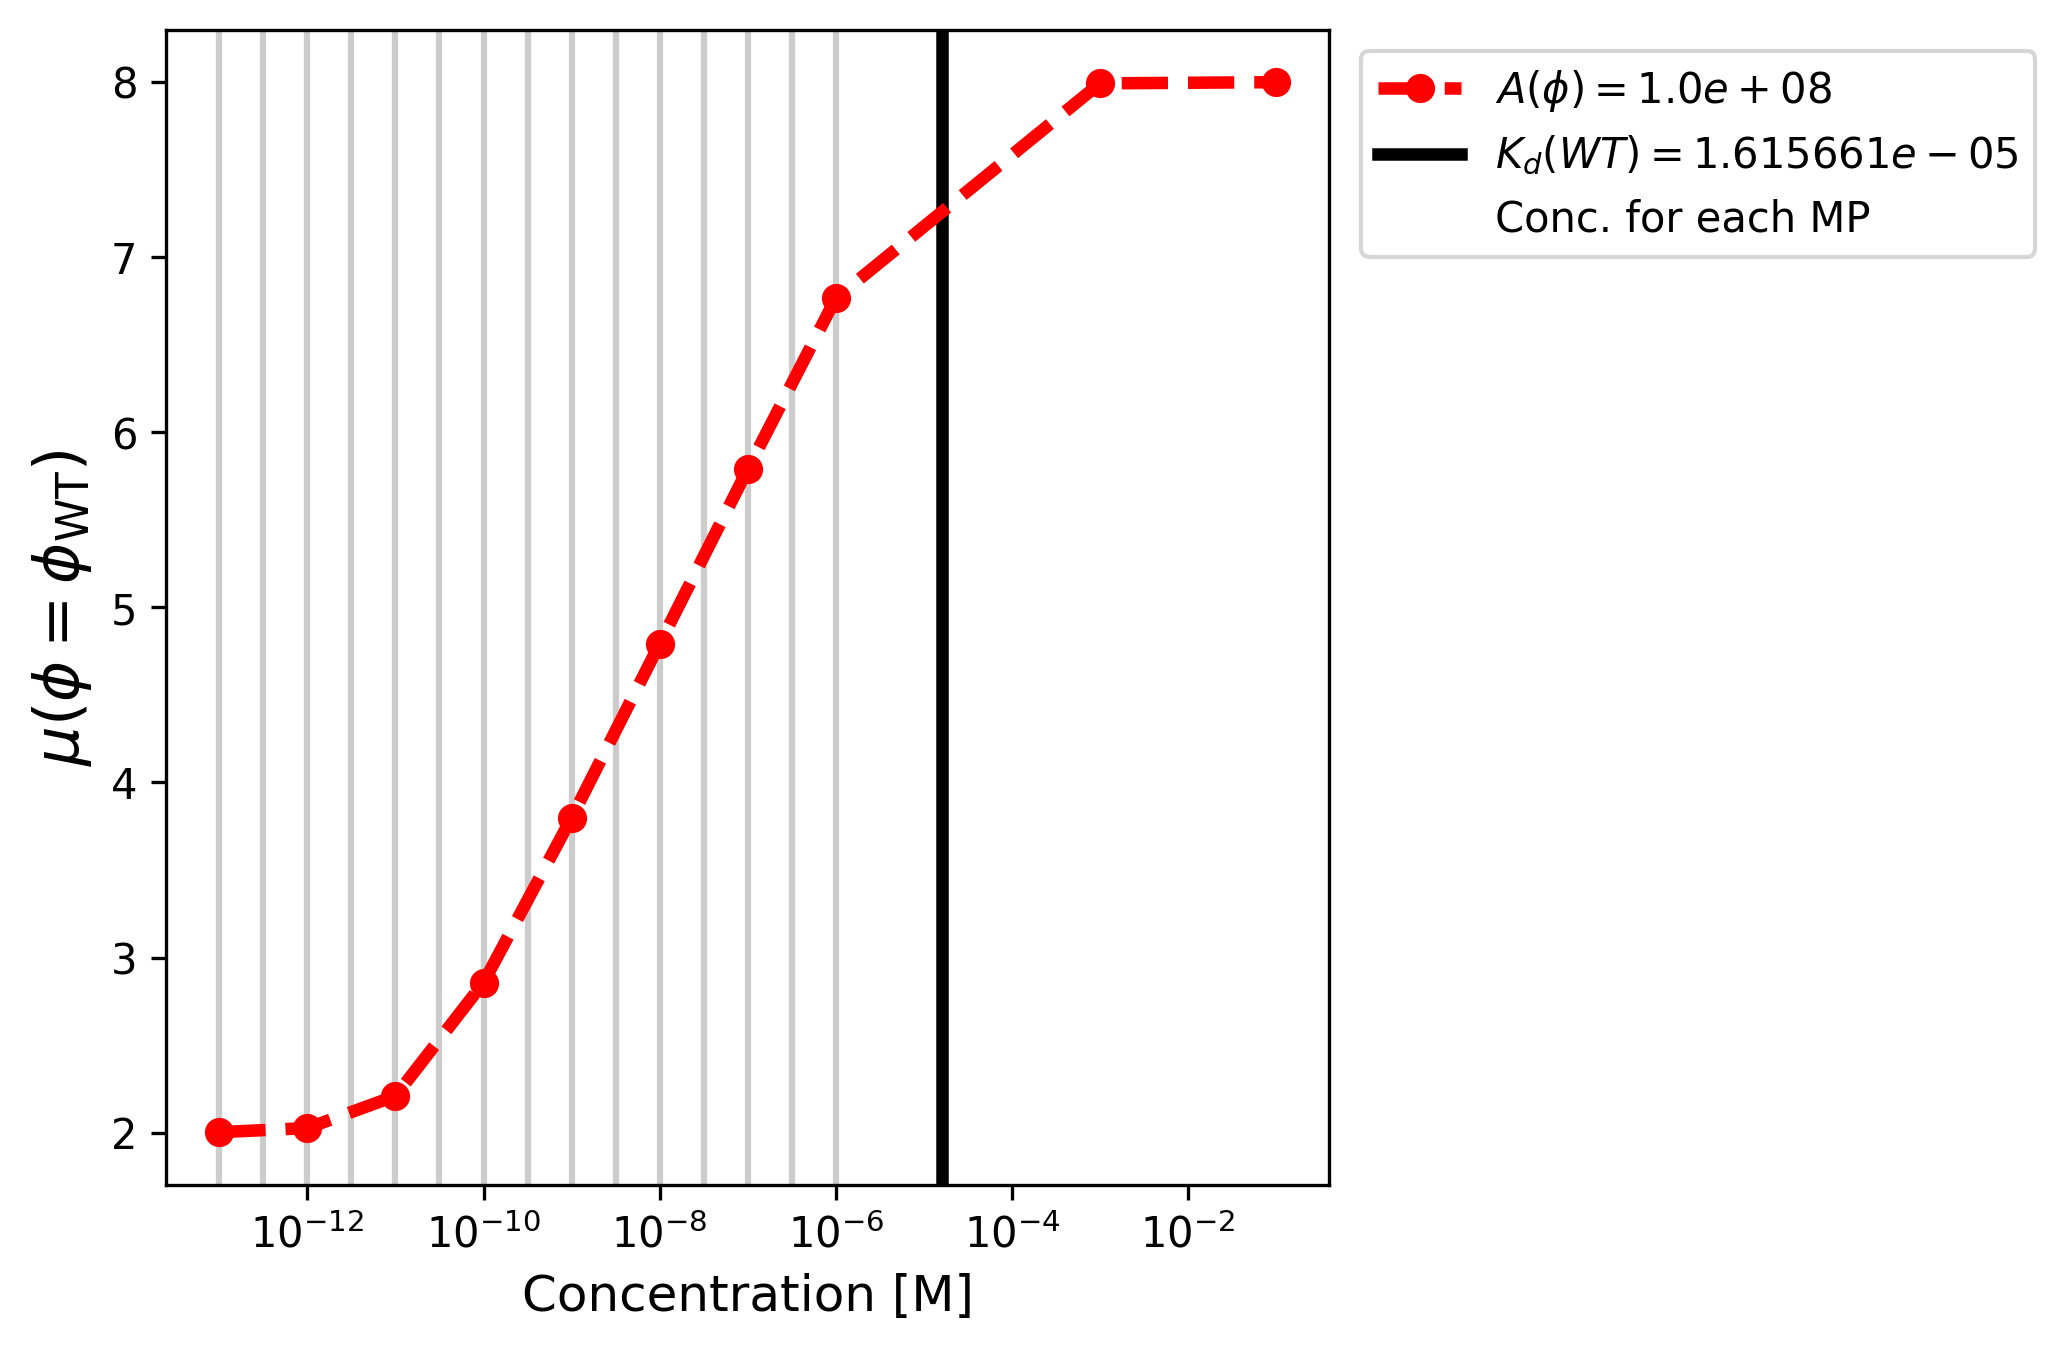 8
7
6
5
4
3
2
μ(ϕ = ϕ_WT)
10⁻¹² 10⁻¹⁰ 10⁻⁸ 10⁻⁶ 10⁻⁴ 10⁻²
Concentration [M]
A(ϕ) = 1.0e + 08
K_d(WT) = 1.615661e − 05
Conc. for each MP